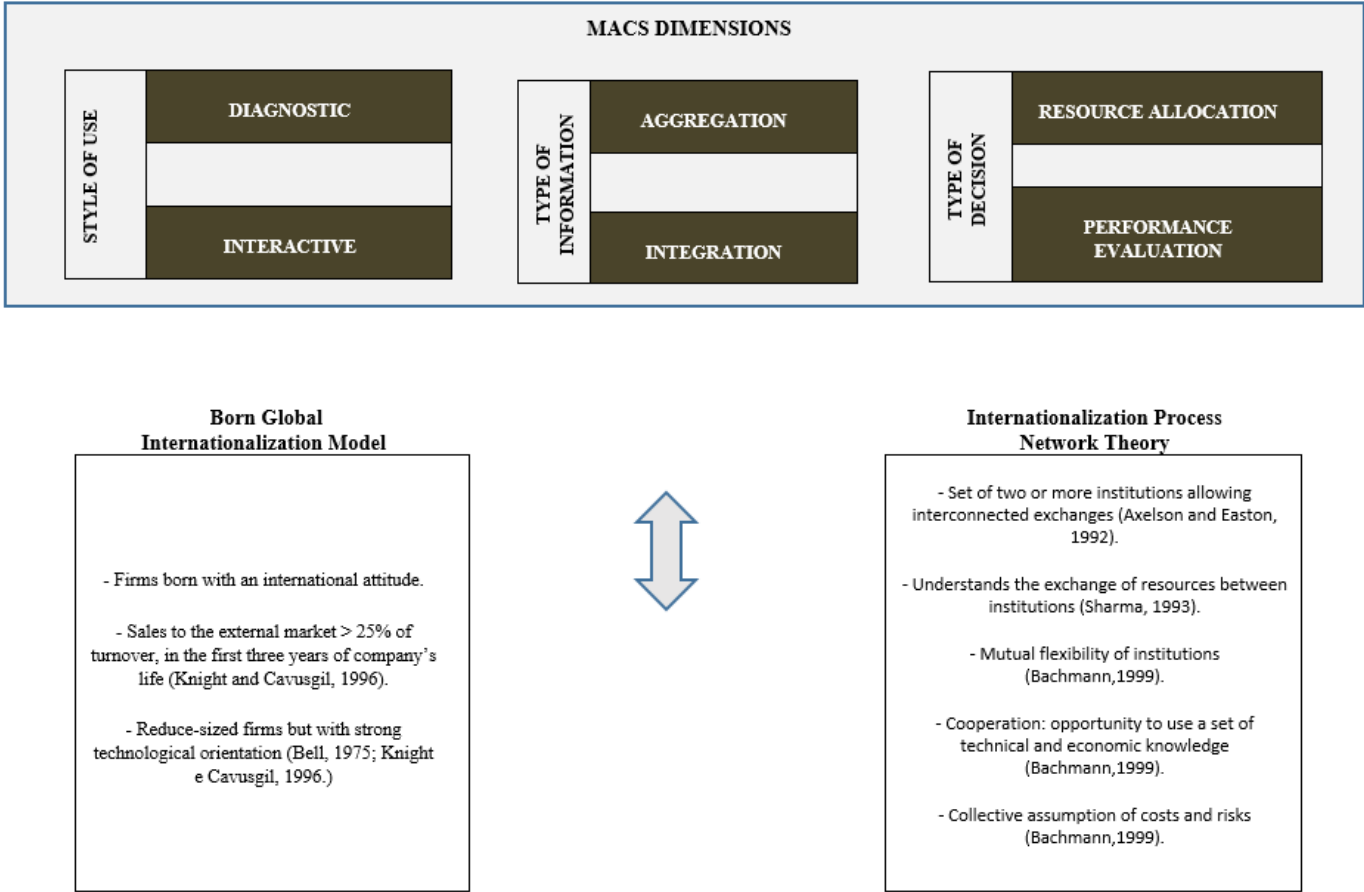 MACS DIMENSIONS
STYLE OF USE
DIAGNOSTIC
INTERACTIVE
TYPE OF
INFORMATION
AGGREGATION
INTEGRATION
TYPE OF
DECISION
RESOURCE ALLOCATION
PERFORMANCE
EVALUATION
Born Global
Internationalization Model
- Firms born with an international attitude.
- Sales to the external market > 25% of
turnover, in the first three years of company's
life (Knight and Cavusgil, 1996).
- Reduce-sized firms but with strong
technological orientation (Bell, 1975; Knight
e Cavusgil, 1996.)
Internationalization Process
Network Theory
- Set of two or more institutions allowing
interconnected exchanges (Axelson and Easton,
1992).
- Understands the exchange of resources between
institutions (Sharma, 1993).
- Mutual flexibility of institutions
(Bachmann,1999).
- Cooperation: opportunity to use a set of
technical and economic knowledge
(Bachmann,1999).
- Collective assumption of costs and risks
(Bachmann,1999).